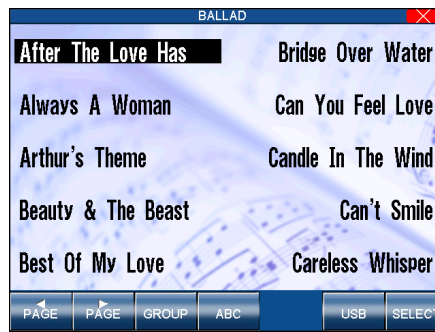 BALLAD
After The Love Has
Bridge Over Water
Always A Woman
Can You Feel Love
Arthur's Theme
Candle In The Wind
Beauty & The Beast
Can't Smile
Best Of My Love
Careless Whisper
PAGE PAGE GROUP ABC USB SELEC